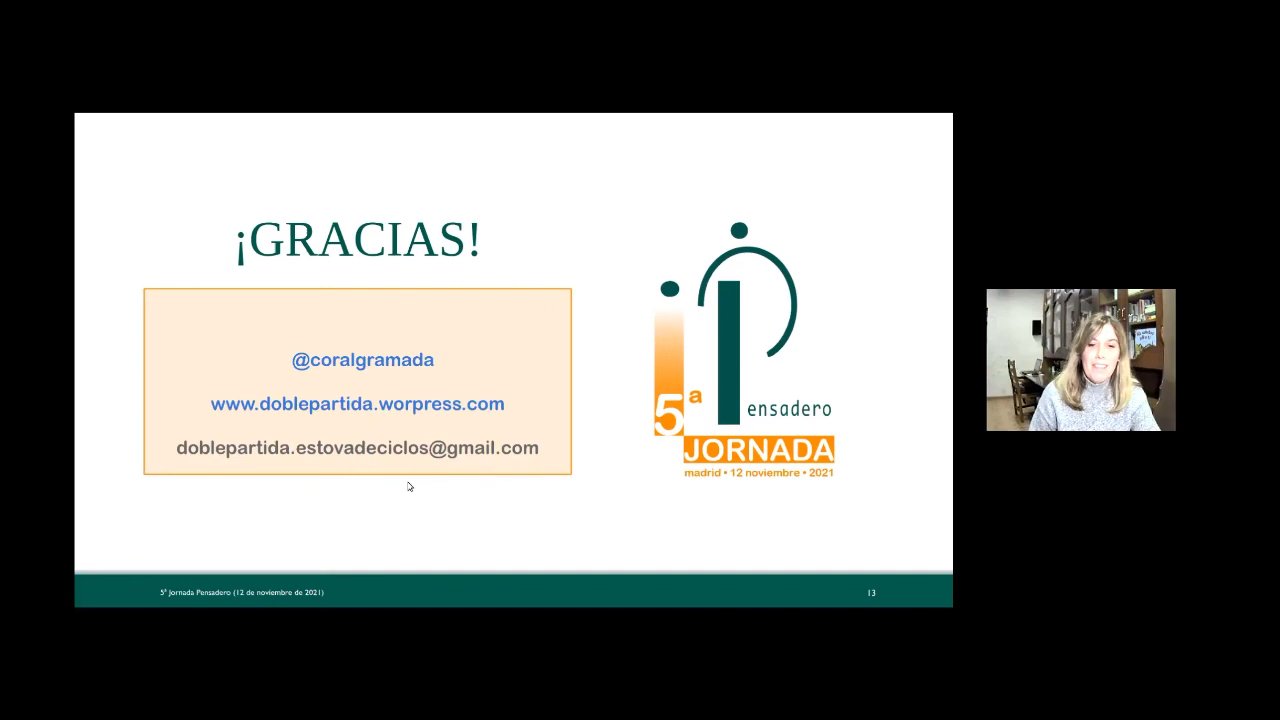 ¡GRACIAS!
@coralgramada
www.doblepartida.worpress.com
doblepartida.estovadeciclos@gmail.com
5ª
ensadero
JORNADA
madrid • 12 noviembre • 2021
5ª Jornada Pensadero (12 de noviembre de 2021)
13